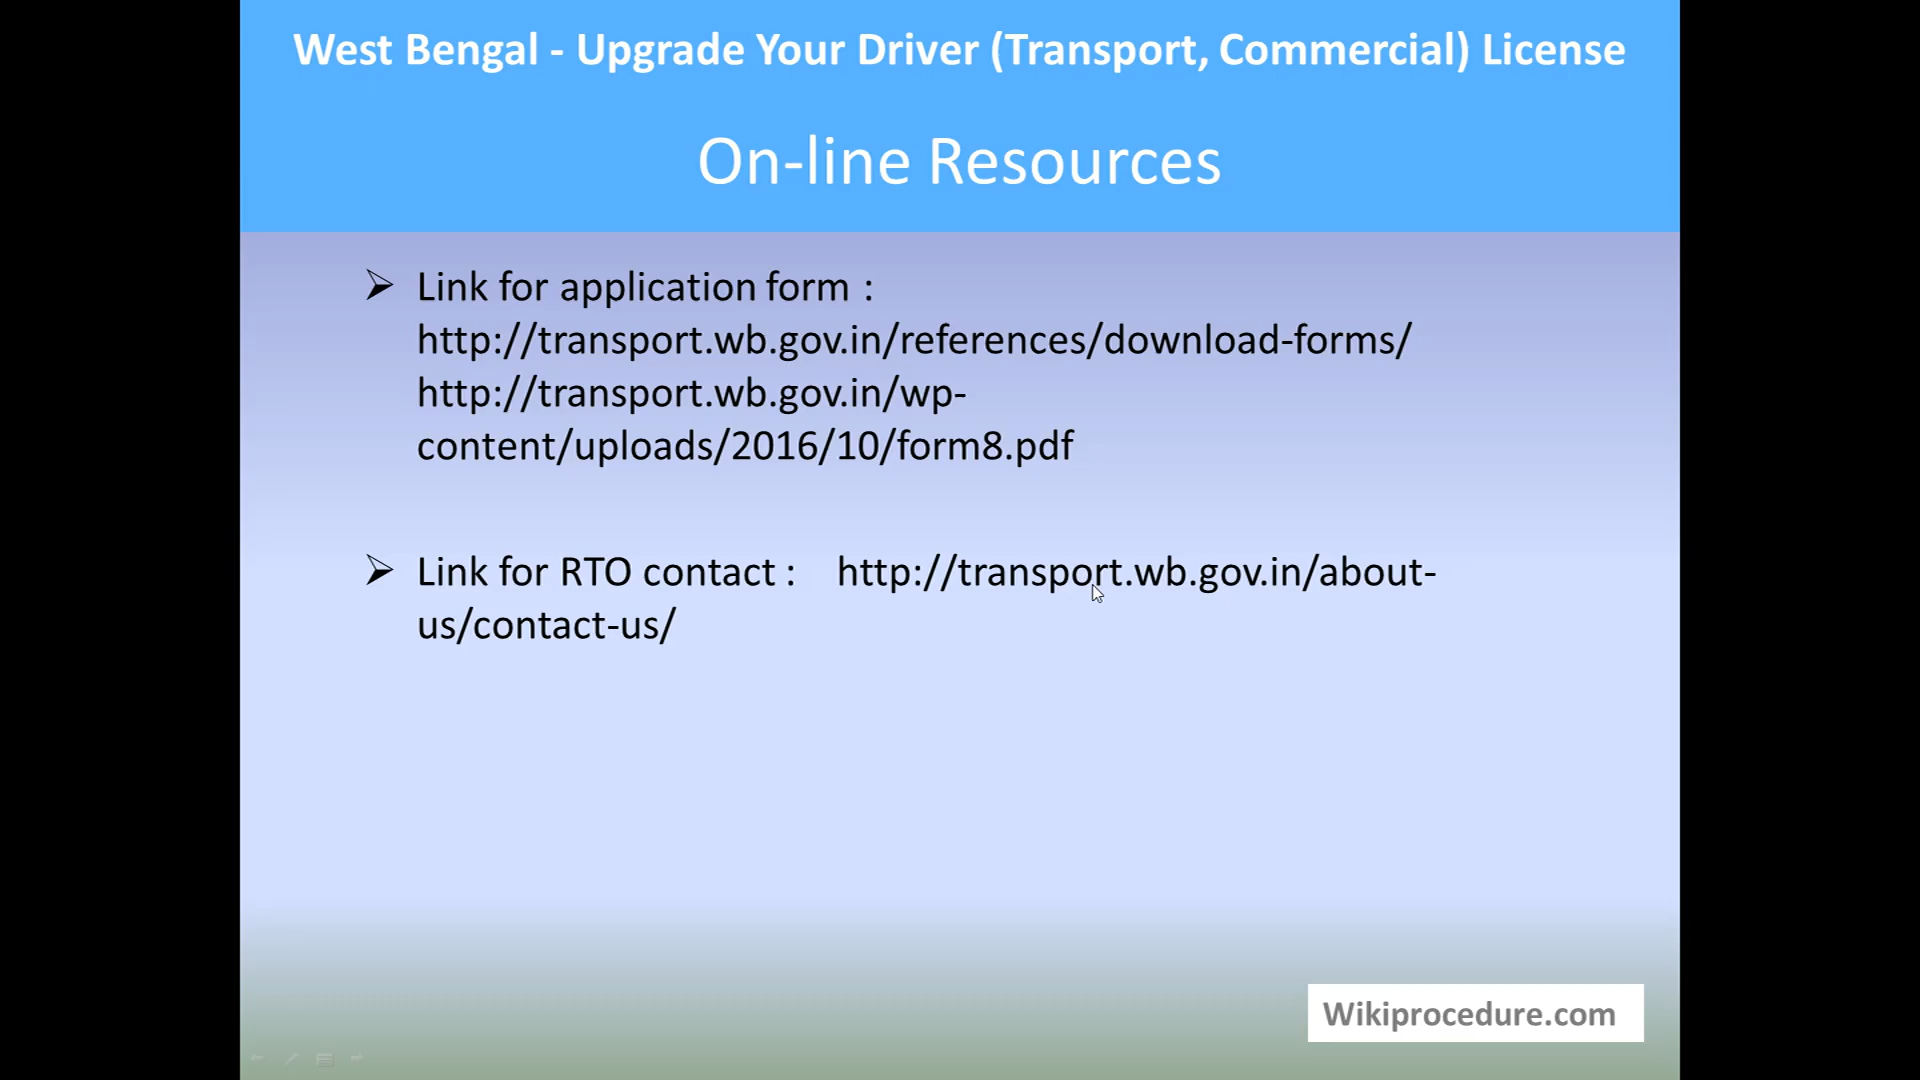 West Bengal - Upgrade Your Driver (Transport, Commercial) License
On-line Resources
➢ Link for application form :
http://transport.wb.gov.in/references/download-forms/
http://transport.wb.gov.in/wp-
content/uploads/2016/10/form8.pdf
➢ Link for RTO contact : http://transport.wb.gov.in/about-
us/contact-us/
Wikiprocedure.com